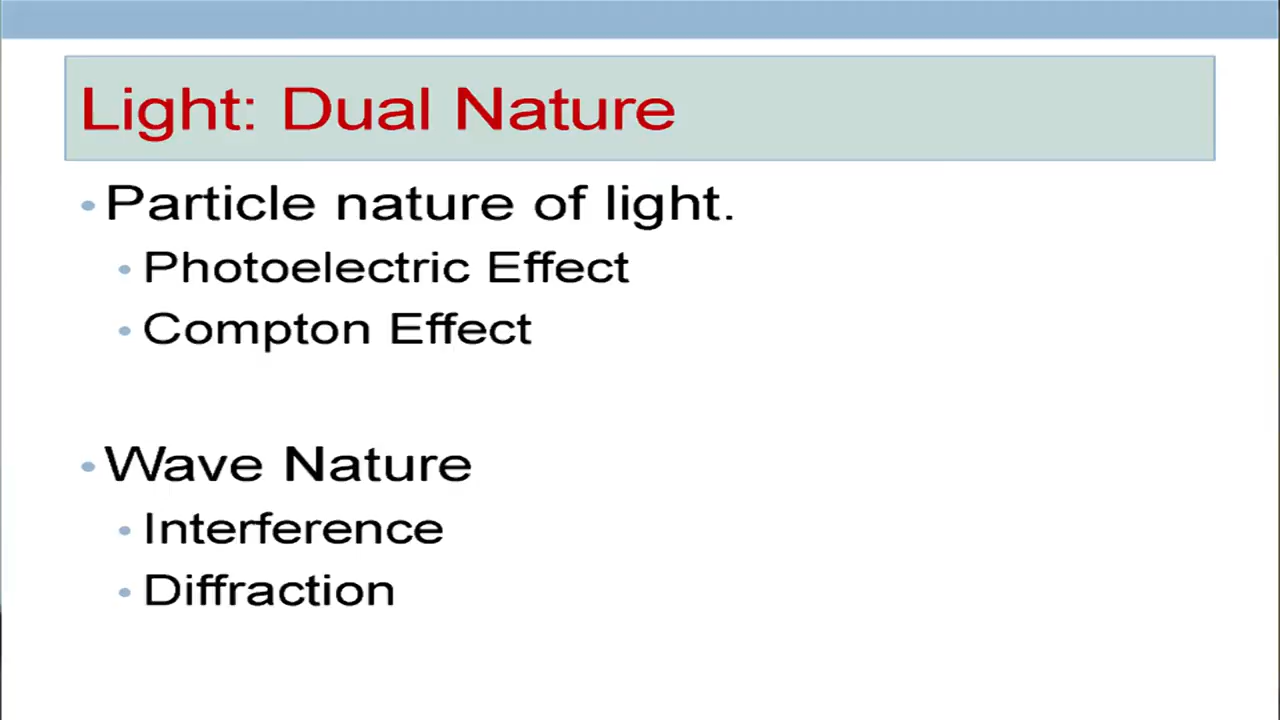 Light: Dual Nature
• Particle nature of light.
• Photoelectric Effect
• Compton Effect
• Wave Nature
• Interference
• Diffraction